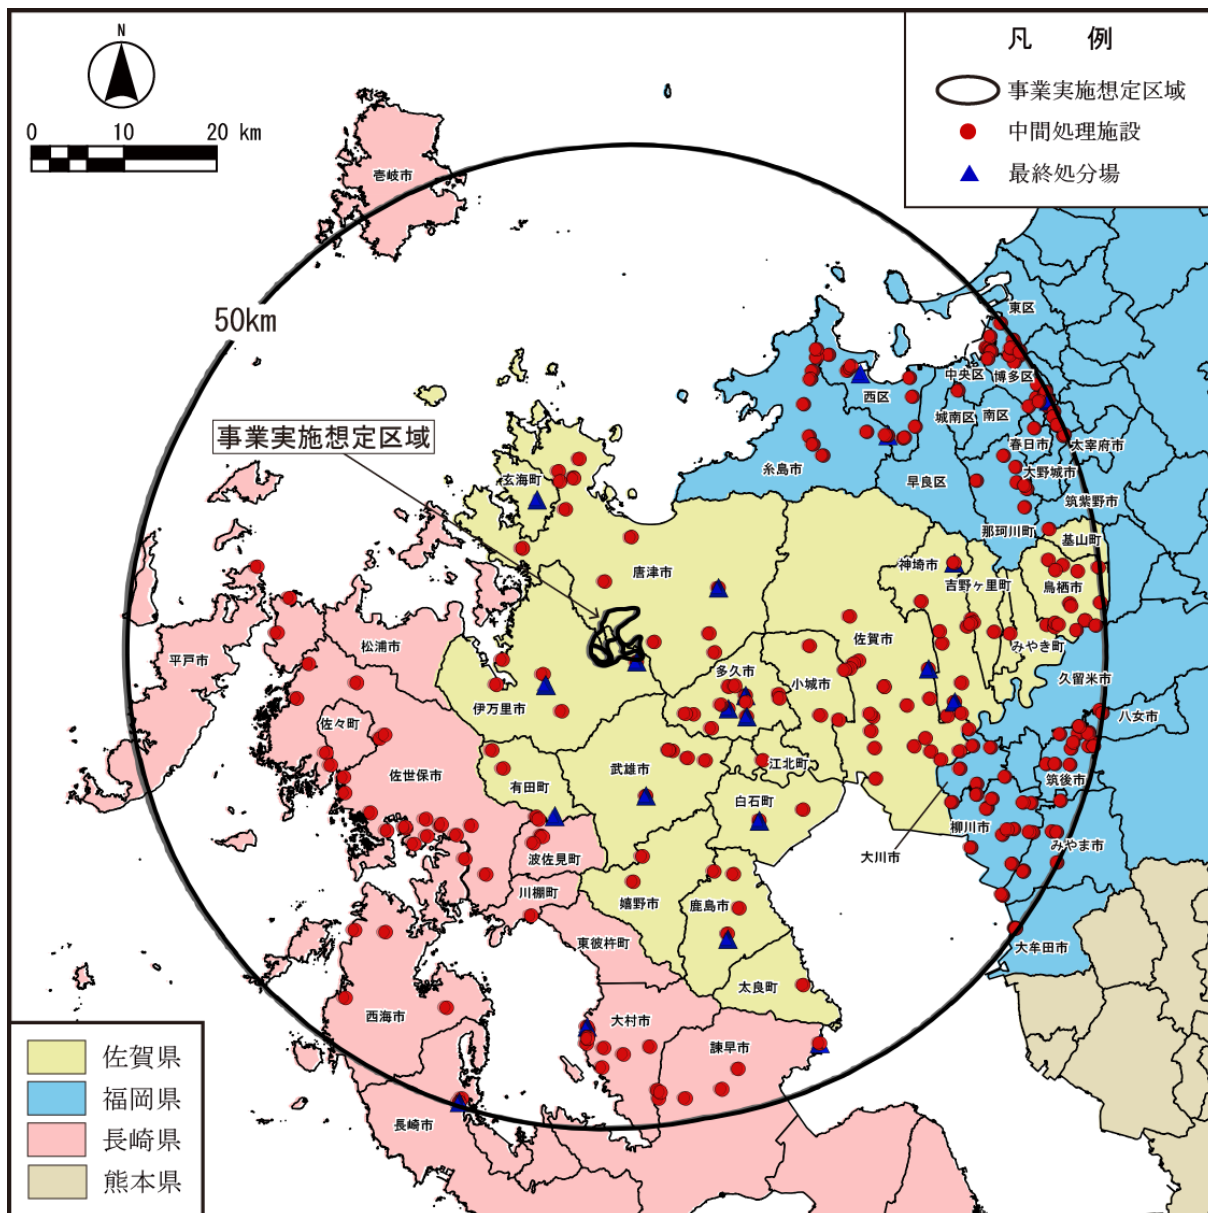 N
0 10 20 km
凡 例
事業実施想定区域
中間処理施設
最終処分場
壱岐市
50km
東区
中央区
博多区
西区
城南区
南区
春日市
太宰府市
事業実施想定区域
糸島市
早良区
大野城市
筑紫野市
玄海町
那珂川町
基山町
唐津市
神埼市
吉野ヶ里町
鳥栖市
松浦市
平戸市
佐賀市
みやき町
多久市
小城市
久留米市
伊万里市
八女市
佐々町
佐世保市
武雄市
江北町
有田町
筑後市
白石町
柳川市
みやま市
大川市
波佐見町
川棚町
嬉野市
鹿島市
東彼杵町
大牟田市
太良町
西海市
大村市
諫早市
長崎市
佐賀県
福岡県
長崎県
熊本県